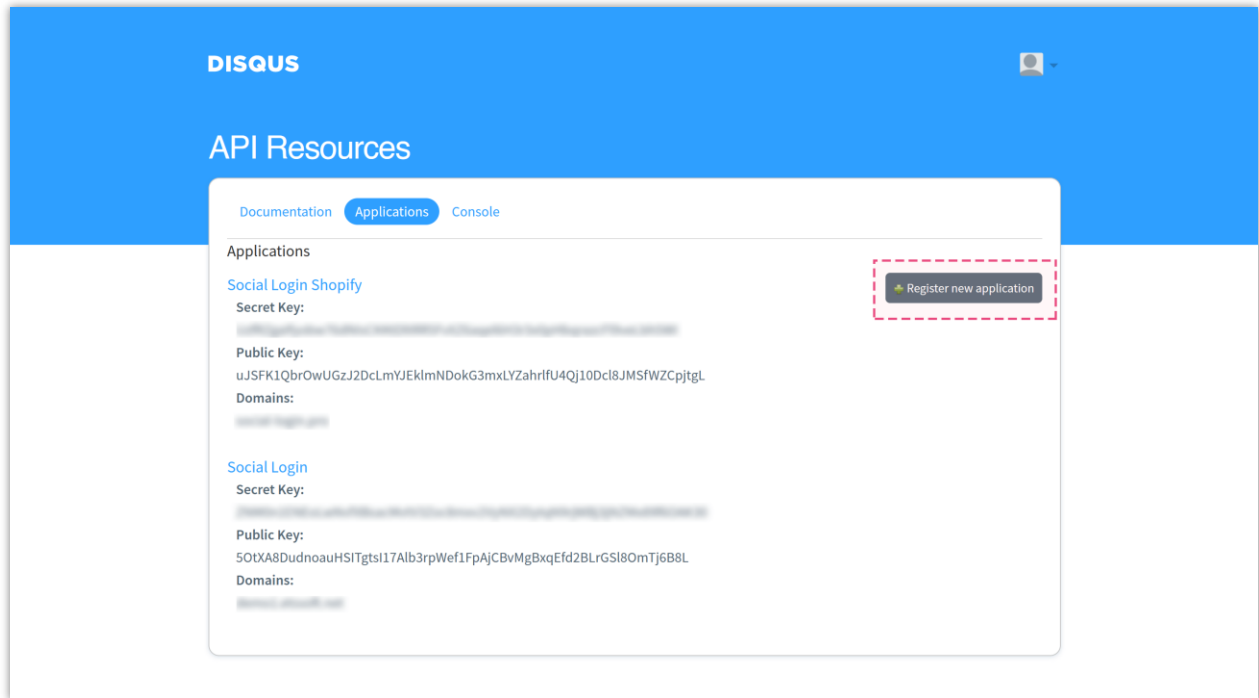 DISQUS
API Resources
Documentation Applications Console
Applications
Social Login Shopify
Register new application
Secret Key:
Public Key:
uJSFK1QbrOwUGzJ2DcLmYJEklmNDokG3mxLYZahrlfU4Qj10Dcl8JMSfWZCpjtgL
Domains:
Social Login
Secret Key:
Public Key:
5OtXA8DudnoauHSITgtsI17Alb3rpWef1FpAjCBvMgBxqEfd2BLrGSl8OmTj6B8L
Domains: